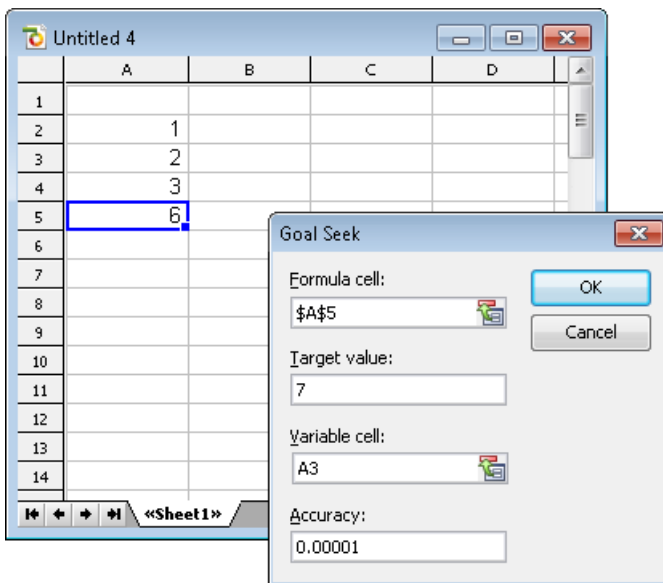 Untitled 4
A B C D
1
2 1
3 2
4 3
5 6
6
7
8
9
10
11
12
13
14
«Sheet1»
Goal Seek
Formula cell:
$A$5
OK
Cancel
Target value:
7
Variable cell:
A3
Accuracy:
0.00001